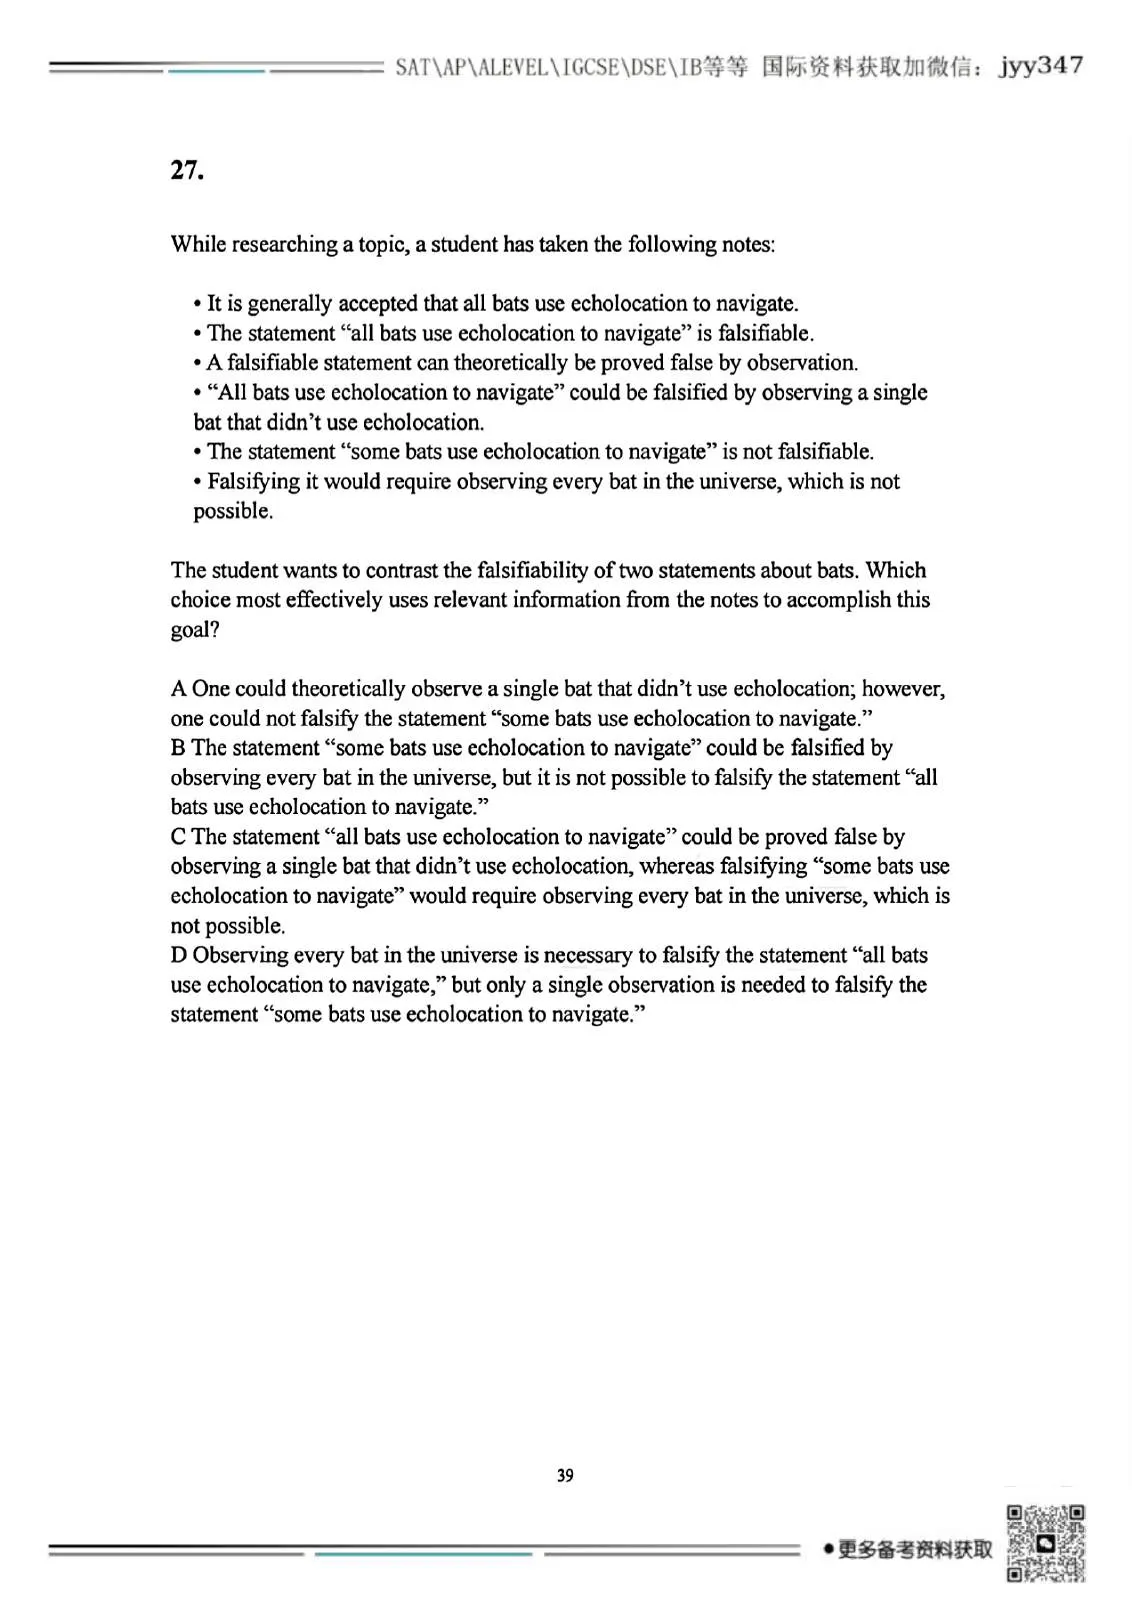 SAT\AP\ALEVEL\IGCSE\DSE\IB等等 国际资料获取加微信：jyy347
27.
While researching a topic, a student has taken the following notes:
• It is generally accepted that all bats use echolocation to navigate.
• The statement “all bats use echolocation to navigate” is falsifiable.
• A falsifiable statement can theoretically be proved false by observation.
• “All bats use echolocation to navigate” could be falsified by observing a single
bat that didn’t use echolocation.
• The statement “some bats use echolocation to navigate” is not falsifiable.
• Falsifying it would require observing every bat in the universe, which is not
possible.
The student wants to contrast the falsifiability of two statements about bats. Which
choice most effectively uses relevant information from the notes to accomplish this
goal?
A One could theoretically observe a single bat that didn’t use echolocation; however,
one could not falsify the statement “some bats use echolocation to navigate.”
B The statement “some bats use echolocation to navigate” could be falsified by
observing every bat in the universe, but it is not possible to falsify the statement “all
bats use echolocation to navigate.”
C The statement “all bats use echolocation to navigate” could be proved false by
observing a single bat that didn’t use echolocation, whereas falsifying “some bats use
echolocation to navigate” would require observing every bat in the universe, which is
not possible.
D Observing every bat in the universe is necessary to falsify the statement “all bats
use echolocation to navigate,” but only a single observation is needed to falsify the
statement “some bats use echolocation to navigate.”
39
●更多备考资料获取